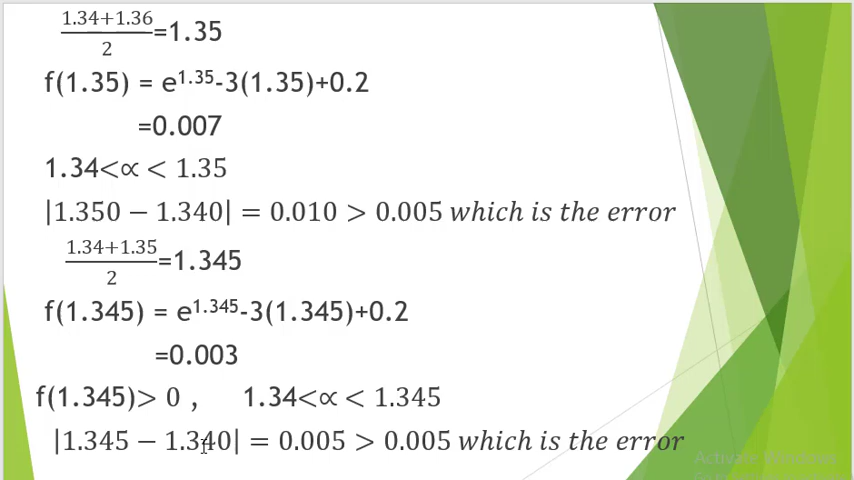 1.34+1.36
2
=1.35
f(1.35) = e^1.35-3(1.35)+0.2
=0.007
1.34<∝ < 1.35
|1.350 − 1.340| = 0.010 > 0.005 which is the error
1.34+1.35
2
=1.345
f(1.345) = e^1.345-3(1.345)+0.2
=0.003
f(1.345)> 0 , 1.34<∝ < 1.345
|1.345 − 1.340| = 0.005 > 0.005 which is the error
Activate Windows